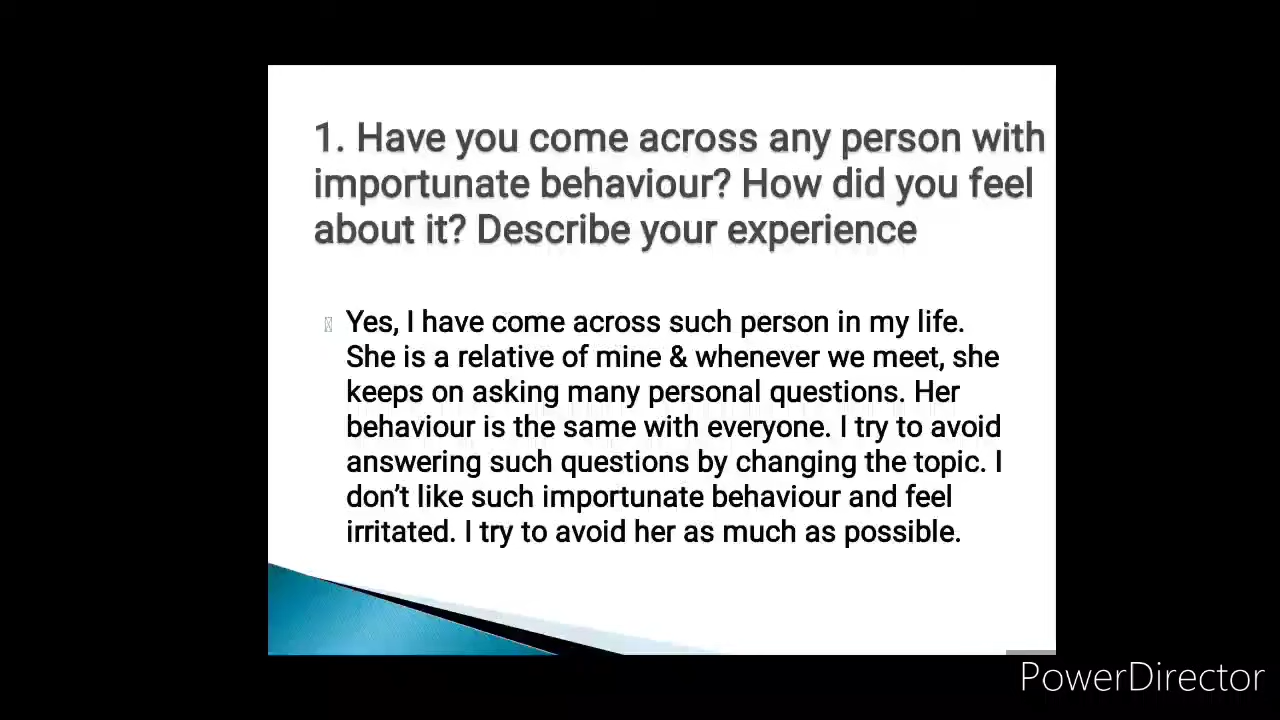 1. Have you come across any person with
importunate behaviour? How did you feel
about it? Describe your experience
Yes, I have come across such person in my life.
She is a relative of mine & whenever we meet, she
keeps on asking many personal questions. Her
behaviour is the same with everyone. I try to avoid
answering such questions by changing the topic. I
don’t like such importunate behaviour and feel
irritated. I try to avoid her as much as possible.
PowerDirector